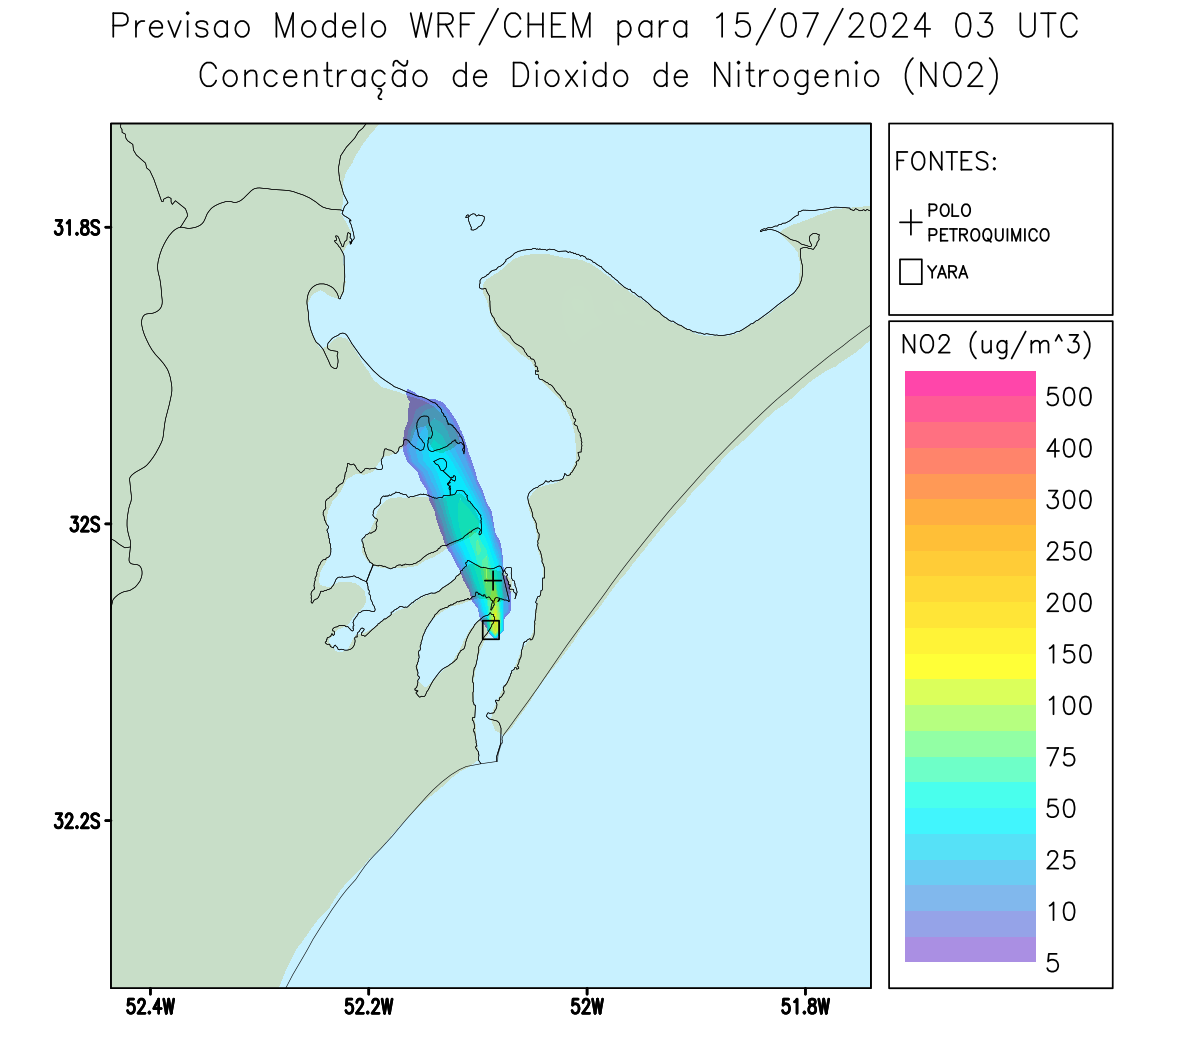 Previsao Modelo WRF/CHEM para 15/07/2024 03 UTC
Concentração de Dioxido de Nitrogenio (NO2)
FONTES:
POLO
PETROQUIMICO
YARA
31.8S
32S
32.2S
52.4W
52.2W
52W
51.8W
NO2 (ug/m^3)
500
400
300
250
200
150
100
75
50
25
10
5